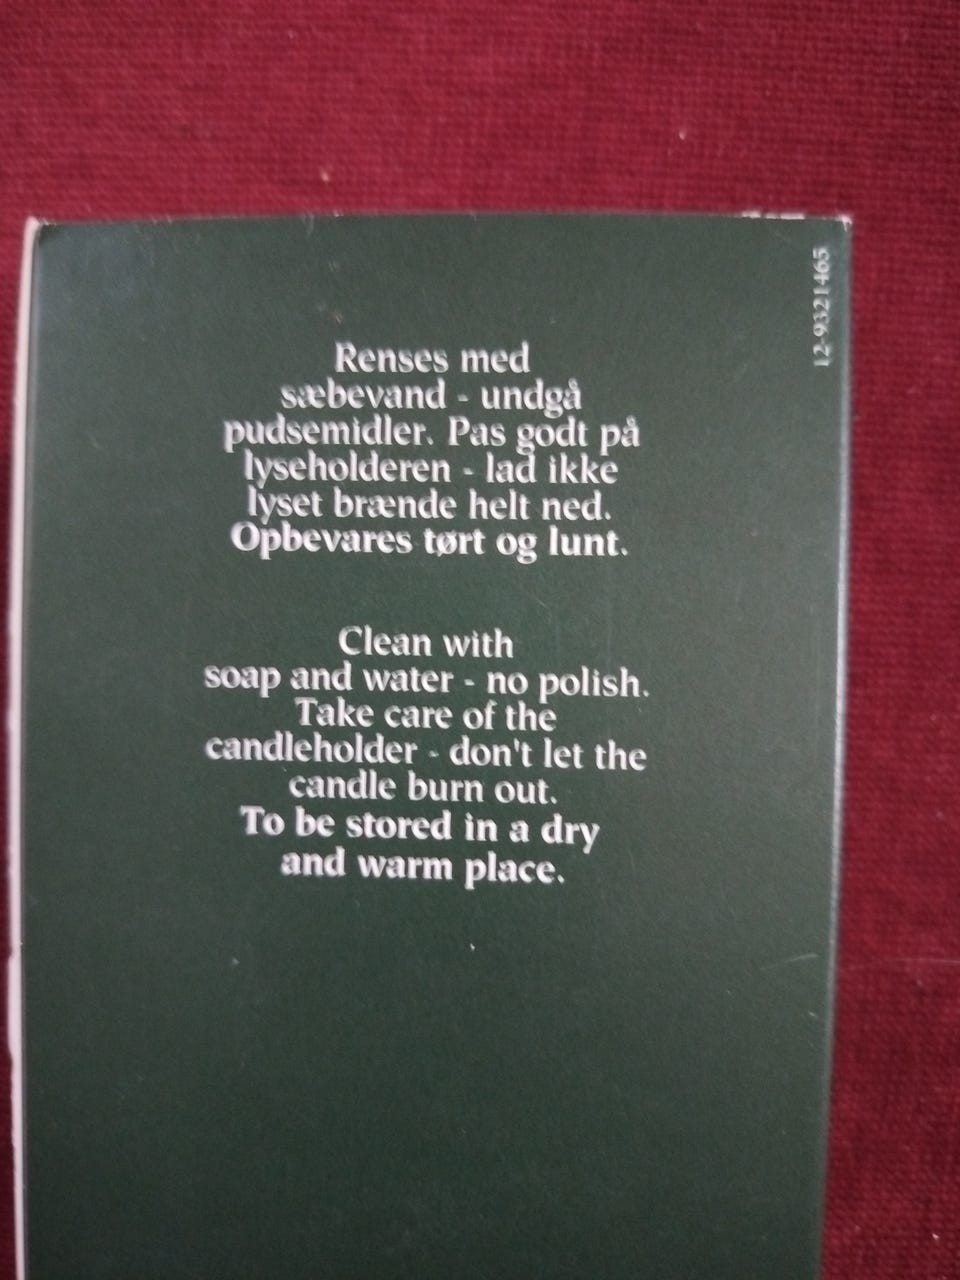 12-9321465
Renses med
sæbevand - undgå
pudsemidler. Pas godt på
lyseholderen - lad ikke
lyset brænde helt ned.
Opbevares tørt og lunt.
Clean with
soap and water - no polish.
Take care of the
candleholder - don't let the
candle burn out.
To be stored in a dry
and warm place.